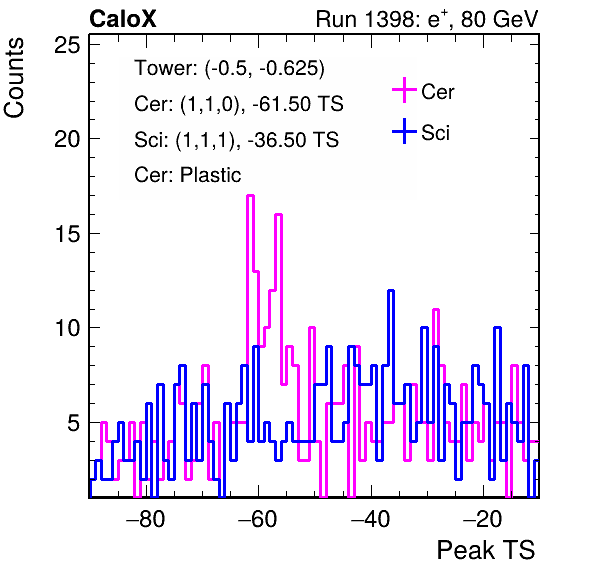 CaloX Run 1398: e⁺, 80 GeV
Counts
25
20
15
10
5
Tower: (-0.5, -0.625)
Cer: (1,1,0), -61.50 TS
Sci: (1,1,1), -36.50 TS
Cer: Plastic
Cer
Sci
−80 −60 −40 −20
Peak TS